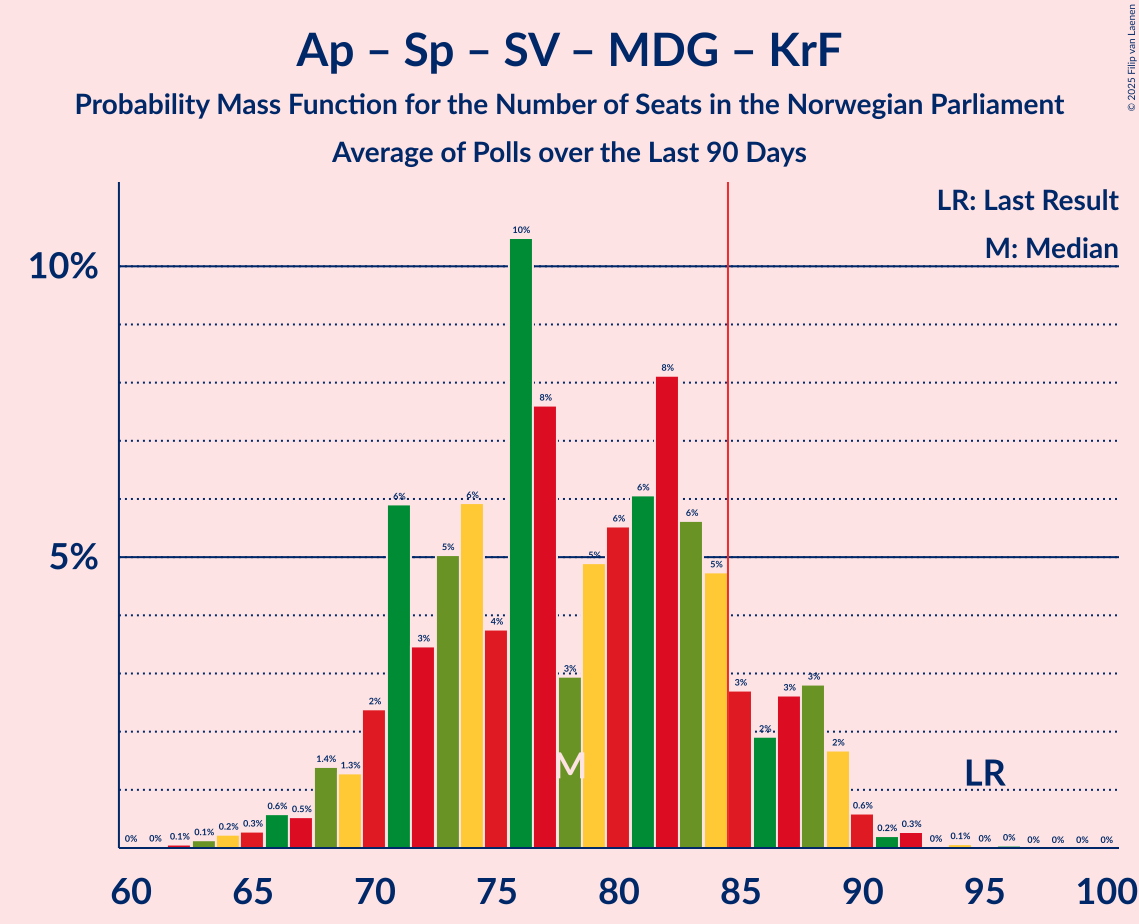 Ap – Sp – SV – MDG – KrF
Probability Mass Function for the Number of Seats in the Norwegian Parliament
Average of Polls over the Last 90 Days
© 2025 Filip van Laenen
LR: Last Result
M: Median
10%
5%
0% 0% 0.1% 0.1% 0.2% 0.3% 0.6% 0.5% 1.4% 1.3% 2% 6% 3% 5% 6% 4% 10% 8% 3% 5% 6% 6% 8% 6% 5% 3% 2% 3% 3% 2% 0.6% 0.2% 0.3% 0% 0.1% 0% 0% 0% 0% 0% 0%
M
LR
60 65 70 75 80 85 90 95 100